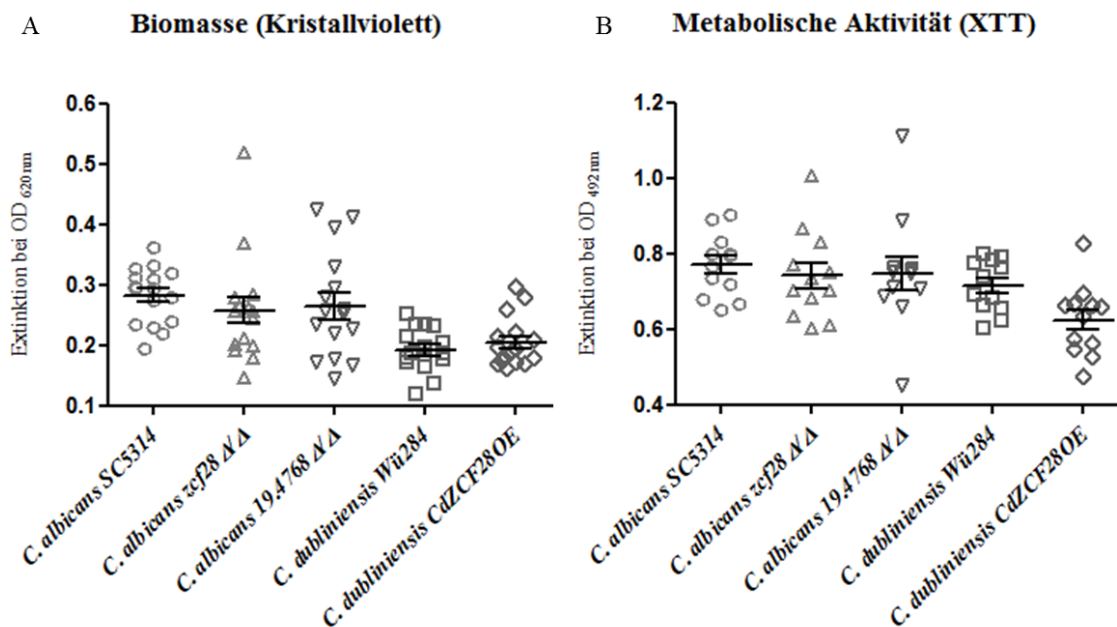 A Biomasse (Kristallviolett)
Extinktion bei OD 620nm
0.6
0.5
0.4
0.3
0.2
0.1
C. albicans SC5314
C. albicans zcf28 Δ/Δ
C. albicans 19.4768 Δ/Δ
C. dubliniensis Wü284
C. dubliniensis CdZCF28OE
B Metabolische Aktivität (XTT)
Extinktion bei OD 492nm
1.2
1.0
0.8
0.6
0.4
C. albicans SC5314
C. albicans zcf28 Δ/Δ
C. albicans 19.4768 Δ/Δ
C. dubliniensis Wü284
C. dubliniensis CdZCF28OE